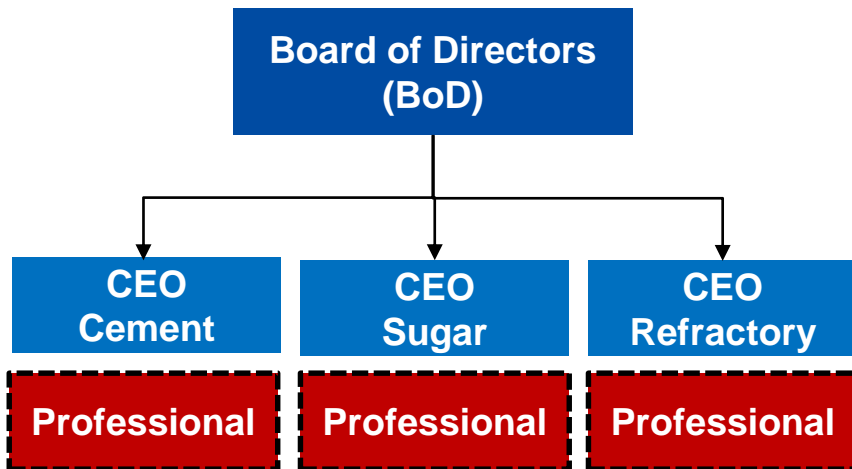 Board of Directors
(BoD)
CEO
Cement
CEO
Sugar
CEO
Refractory
Professional
Professional
Professional